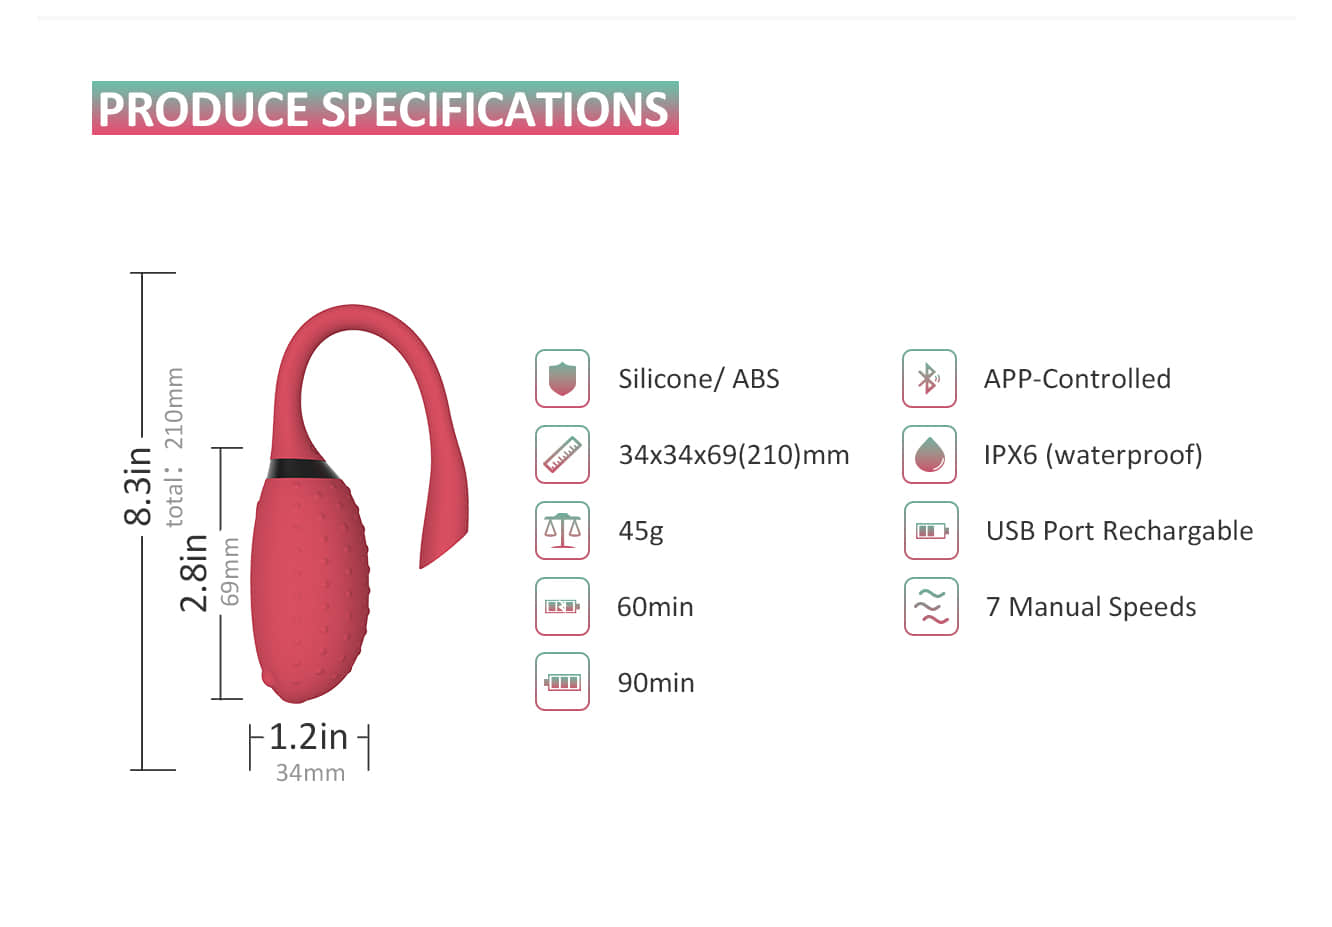 PRODUCE SPECIFICATIONS
8.3in
total: 210mm
2.8in
69mm
1.2in
34mm
Silicone/ ABS
34x34x69(210)mm
45g
60min
90min
APP-Controlled
IPX6 (waterproof)
USB Port Rechargable
7 Manual Speeds